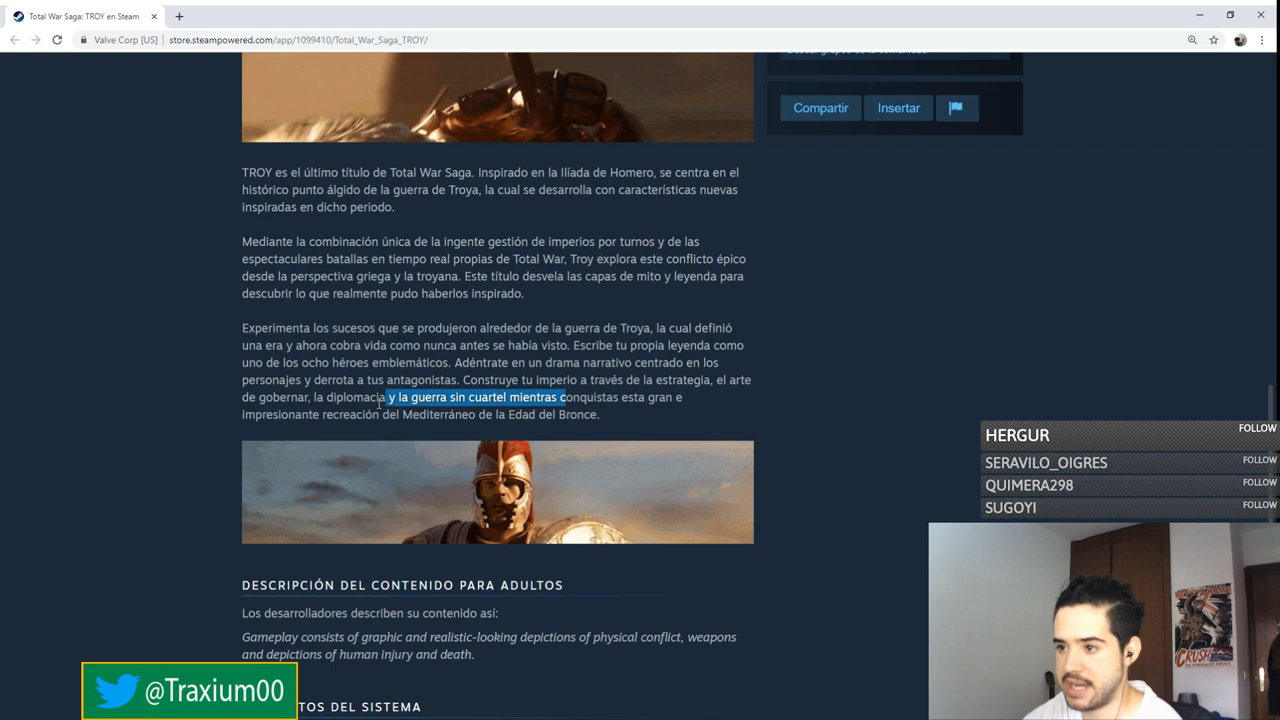 Total War Saga: TROY en Steam
Valve Corp [US]
store.steampowered.com/app/1099410/Total_War_Saga_TROY/
Compartir
Insertar
TROY es el último título de Total War Saga. Inspirado en la Ilíada de Homero, se centra en el
histórico punto álgido de la guerra de Troya, la cual se desarrolla con características nuevas
inspiradas en dicho periodo.
Mediante la combinación única de la ingente gestión de imperios por turnos y de las
espectaculares batallas en tiempo real propias de Total War, Troy explora este conflicto épico
desde la perspectiva griega y la troyana. Este título desvela las capas de mito y leyenda para
descubrir lo que realmente pudo haberlos inspirado.
Experimenta los sucesos que se produjeron alrededor de la guerra de Troya, la cual definió
una era y ahora cobra vida como nunca antes se había visto. Escribe tu propia leyenda como
uno de los ocho héroes emblemáticos. Adéntrate en un drama narrativo centrado en los
personajes y derrota a tus antagonistas. Construye tu imperio a través de la estrategia, el arte
de gobernar, la diplomacia y la guerra sin cuartel mientras conquistas esta gran e
impresionante recreación del Mediterráneo de la Edad del Bronce.
HERGUR FOLLOW
SERAVILO_OIGRES FOLLOW
QUIMERA298 FOLLOW
SUGOYI FOLLOW
DESCRIPCIÓN DEL CONTENIDO PARA ADULTOS
Los desarrolladores describen su contenido así:
Gameplay consists of graphic and realistic-looking depictions of physical conflict, weapons
and depictions of human injury and death.
@Traxium00
TOS DEL SISTEMA
CRUSH